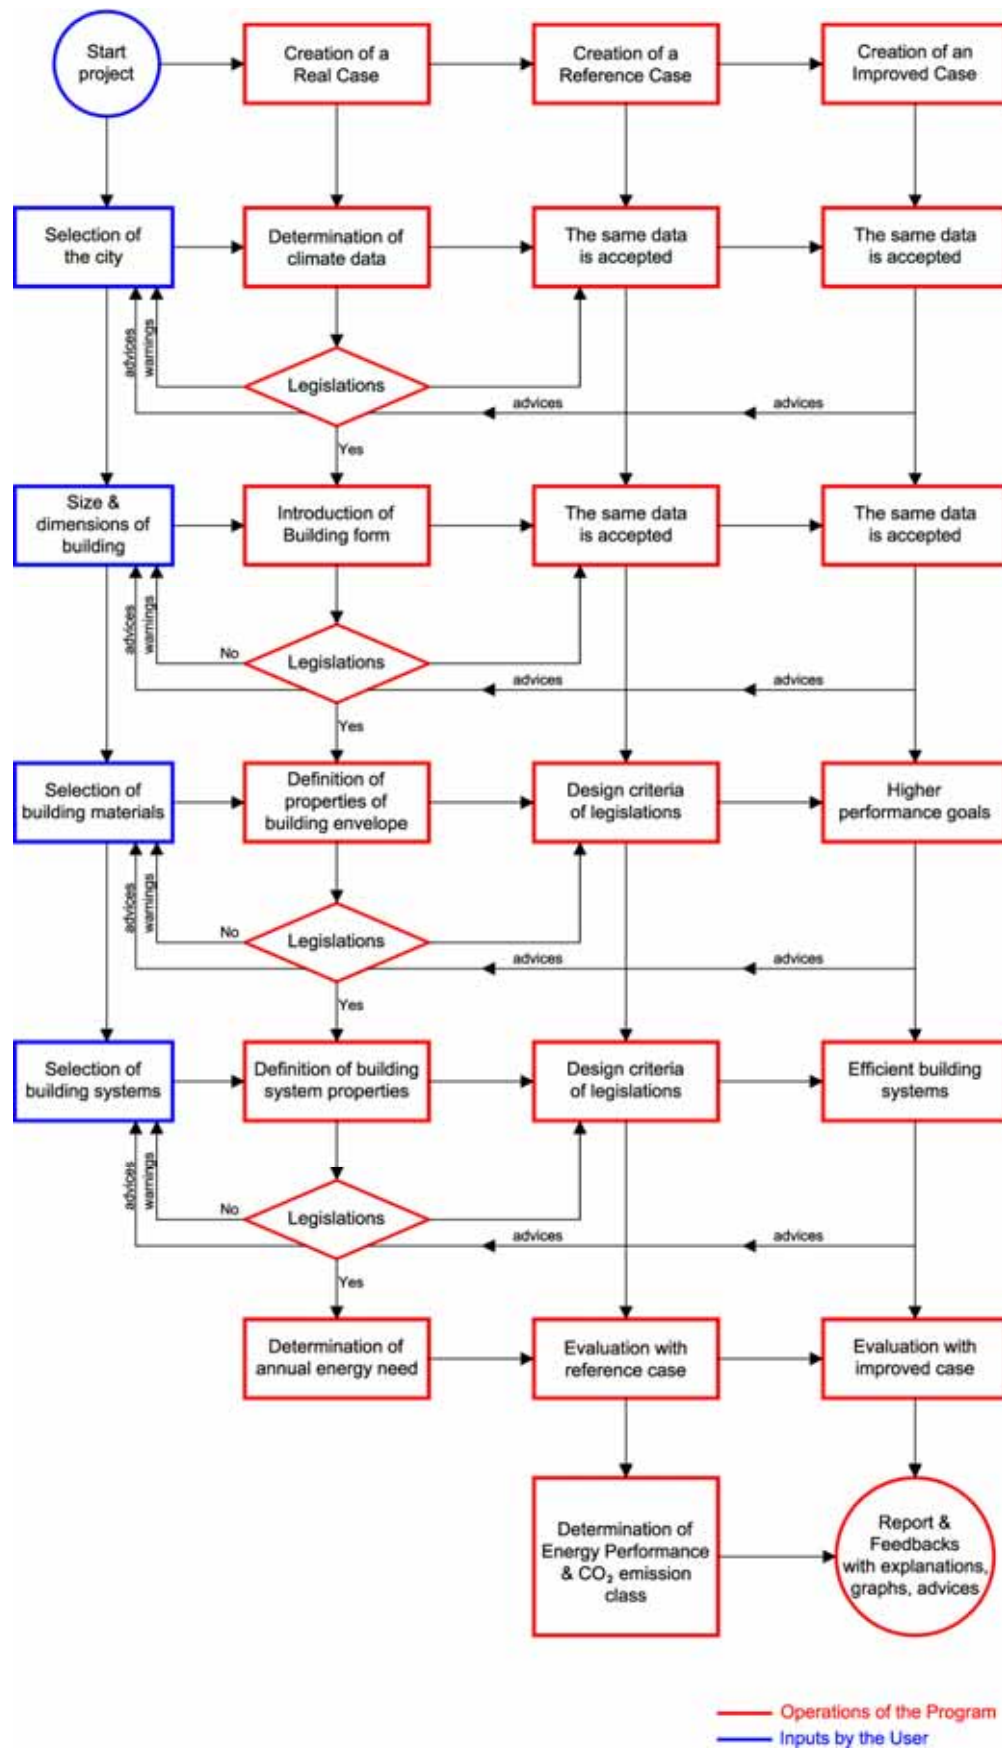 Start
project
Creation of a
Real Case
Creation of a
Reference Case
Creation of an
Improved Case
Selection of
the city
Determination of
climate data
The same data
is accepted
The same data
is accepted
advices
warnings
Legislations
advices
advices
Yes
Size &
dimensions of
building
Introduction of
Building form
The same data
is accepted
The same data
is accepted
advices
warnings
No
Legislations
advices
advices
Yes
Selection of
building materials
Definition of
properties of
building envelope
Design criteria
of legislations
Higher
performance goals
advices
warnings
No
Legislations
advices
advices
Yes
Selection of
building systems
Definition of building
system properties
Design criteria
of legislations
Efficient building
systems
advices
warnings
No
Legislations
advices
advices
Yes
Determination of
annual energy need
Evaluation with
reference case
Evaluation with
improved case
Determination of
Energy Performance
& CO₂ emission
class
Report &
Feedbacks
with explanations,
graphs, advices
Operations of the Program
Inputs by the User